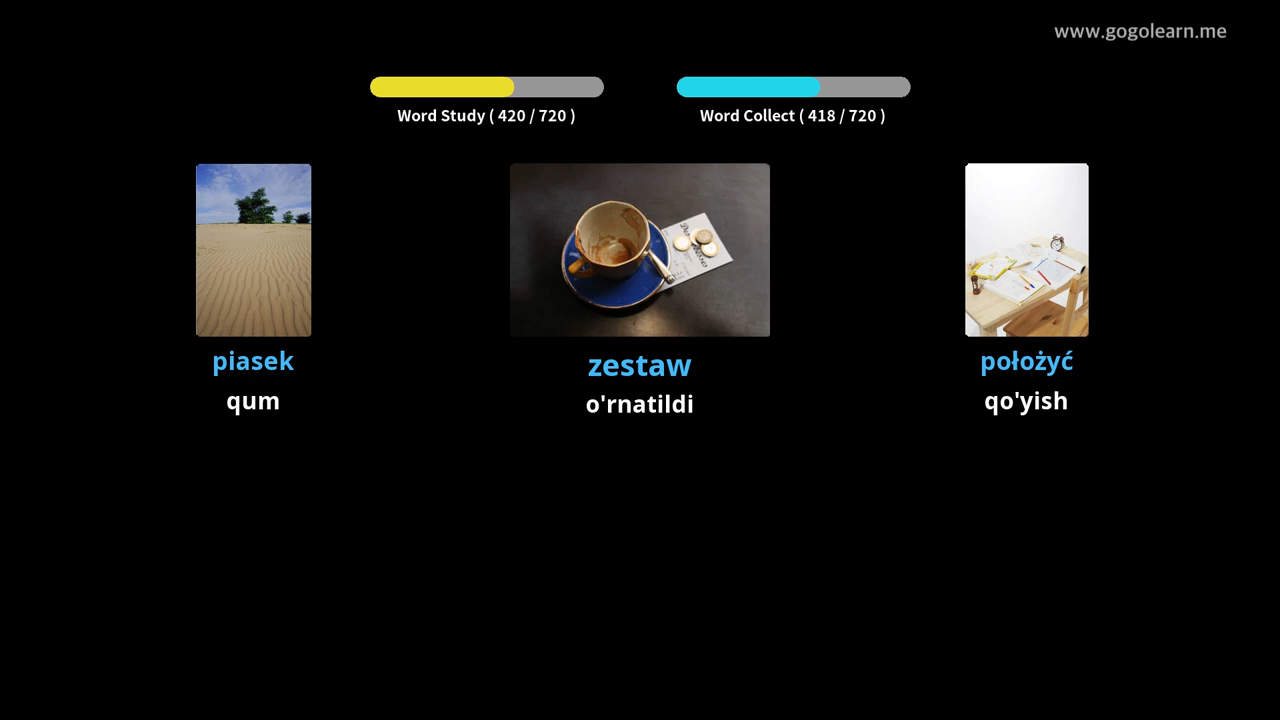 www.gogolearn.me
Word Study ( 420 / 720 )
Word Collect ( 418 / 720 )
piasek
qum
zestaw
o'rnatildi
położyć
qo'yish